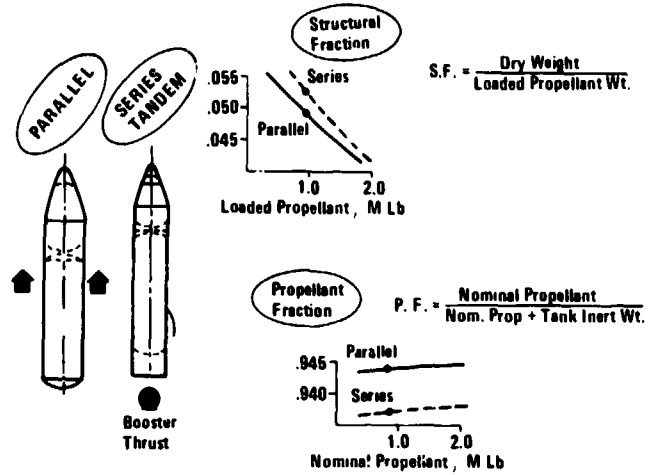 PARALLEL
SERIES
TANDEM
Booster
Thrust
Structural
Fraction
.055
.050
.045
Series
Parallel
1.0 2.0
Loaded Propellant, M Lb
S.F. = Dry Weight
Loaded Propellant Wt.
Propellant
Fraction
P. F. = Nominal Propellant
Nom. Prop + Tank Inert Wt.
Parallel
.945
.940
Series
1.0 2.0
Nominal Propellant, M Lb